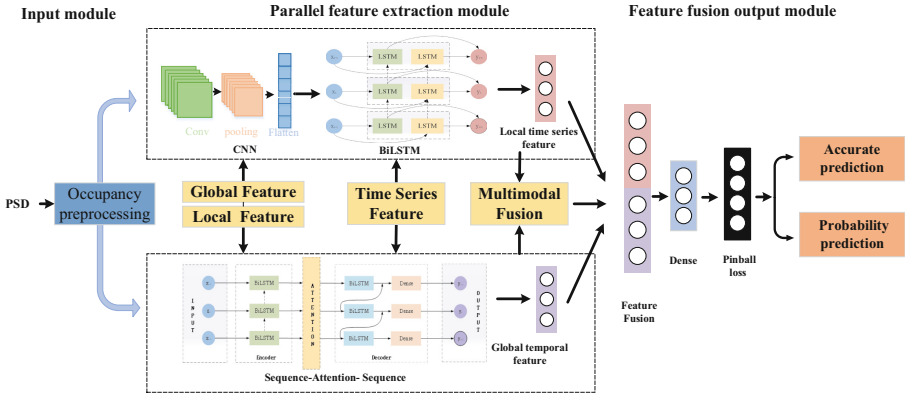 Input module
Parallel feature extraction module
Feature fusion output module
PSD
Occupancy
preprocessing
Conv
pooling
Flatten
CNN
LSTM
LSTM
LSTM
LSTM
LSTM
LSTM
BiLSTM
Local time series
feature
Global Feature
Local Feature
Time Series
Feature
Multimodal
Fusion
INPUT
BiLSTM
BiLSTM
BiLSTM
Encoder
ATTENTION
BiLSTM
BiLSTM
BiLSTM
Dense
Dense
Dense
Decoder
OUTPUT
Sequence-Attention- Sequence
Global temporal
feature
Feature
Fusion
Dense
Pinball
loss
Accurate
prediction
Probability
prediction